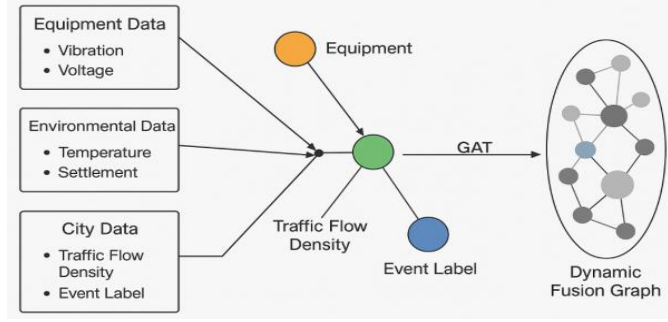 Equipment Data
• Vibration
• Voltage
Environmental Data
• Temperature
• Settlement
City Data
• Traffic Flow
Density
• Event Label
Equipment
Traffic Flow
Density
Event Label
GAT
Dynamic
Fusion Graph